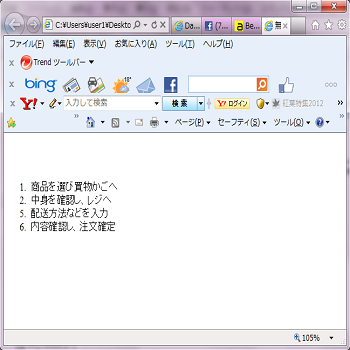 C:¥Users¥user1¥Deskto
Da...
(7...
Be...
無
ファイル(F) 編集(E) 表示(V) お気に入り(A) ツール(T) ヘルプ(H)
x Trend ツールバー
x bing 18°
x Y! 入力して検索 検索 Y! ログイン 紅葉特集2012
ページ(P) セーフティ(S) ツール(O)
1. 商品を選び買物かごへ
2. 中身を確認し、レジへ
5. 配送方法などを入力
6. 内容確認し、注文確定
105%